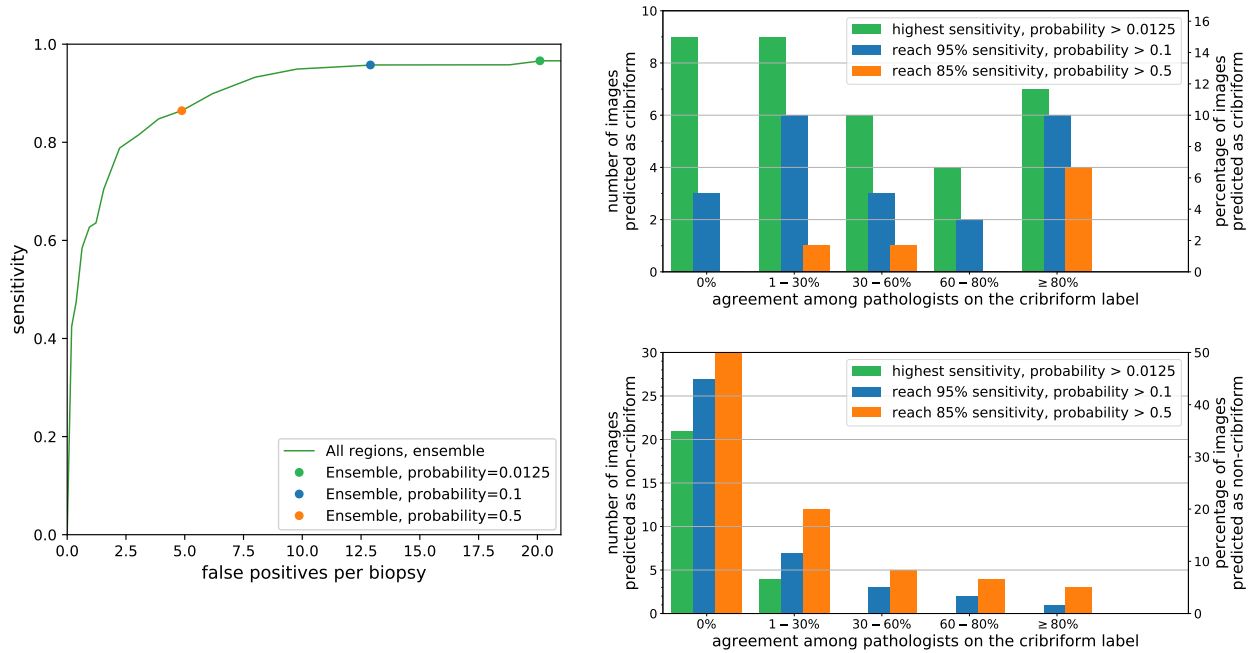 1.0
0.8
0.6
0.4
0.2
0.0
sensitivity
0.0 2.5 5.0 7.5 10.0 12.5 15.0 17.5 20.0
false positives per biopsy
All regions, ensemble
Ensemble, probability=0.0125
Ensemble, probability=0.1
Ensemble, probability=0.5
10
8
6
4
2
0
number of images
predicted as cribriform
highest sensitivity, probability > 0.0125
reach 95% sensitivity, probability > 0.1
reach 85% sensitivity, probability > 0.5
16
14
12
10
8
6
4
2
0
percentage of images
predicted as cribriform
0% 1 − 30% 30 − 60% 60 − 80% ≥ 80%
agreement among pathologists on the cribriform label
30
25
20
15
10
5
0
number of images
predicted as non-cribriform
highest sensitivity, probability > 0.0125
reach 95% sensitivity, probability > 0.1
reach 85% sensitivity, probability > 0.5
50
40
30
20
10
0
percentage of images
predicted as non-cribriform
0% 1 − 30% 30 − 60% 60 − 80% ≥ 80%
agreement among pathologists on the cribriform label